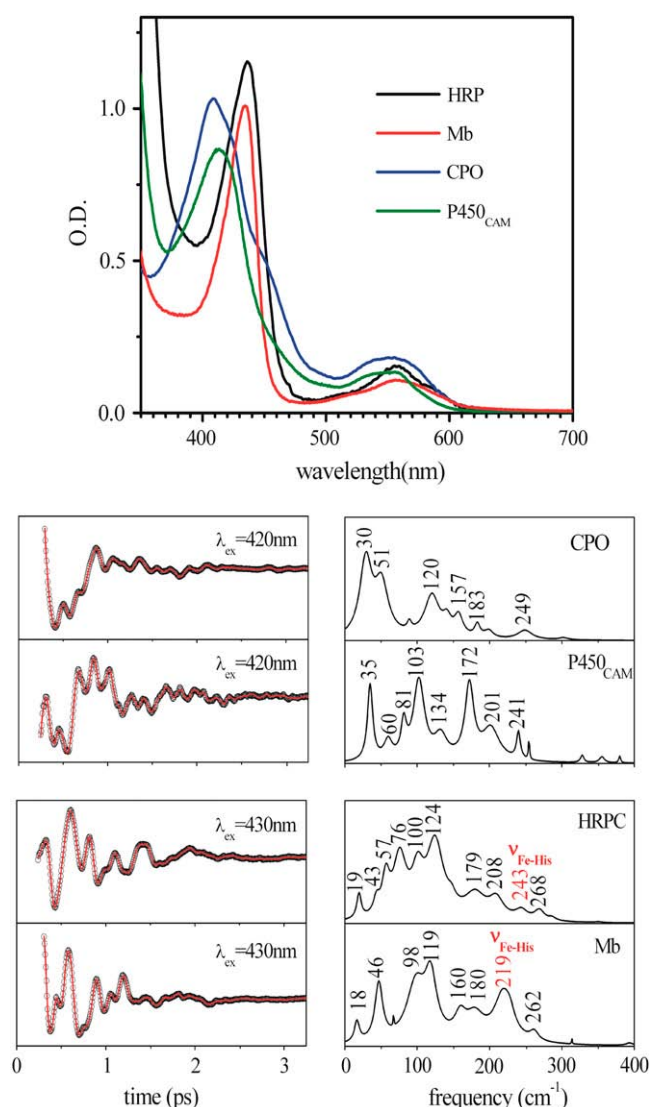 HRP
Mb
CPO
P450CAM
O.D.
1.0
0.5
0.0
400 500 600 700
wavelength(nm)
λex=420nm
λex=420nm
λex=430nm
λex=430nm
0 1 2 3
time (ps)
CPO
30 51 120 157 183 249
P450CAM
35 60 81 103 134 172 201 241
HRPC
19 43 57 76 100 124 179 208 νFe-His 243 268
Mb
18 46 98 119 160 180 νFe-His 219 262
0 100 200 300 400
frequency (cm-1)